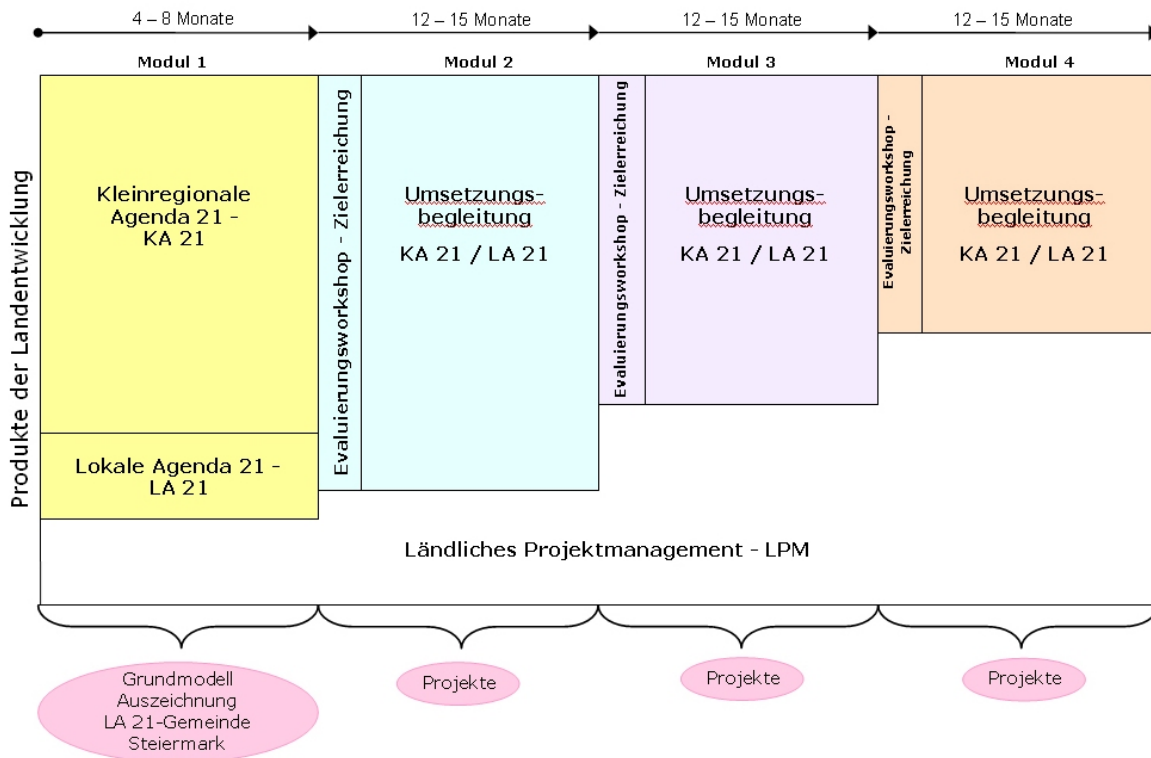 4 – 8 Monate
12 – 15 Monate
12 – 15 Monate
12 – 15 Monate
Modul 1
Modul 2
Modul 3
Modul 4
Produkte der Landentwicklung
Kleinregionale
Agenda 21 -
KA 21
Lokale Agenda 21 -
LA 21
Evaluierungsworkshop - Zielerreichung
Umsetzungs-
begleitung
KA 21 / LA 21
Evaluierungsworkshop - Zielerreichung
Umsetzungs-
begleitung
KA 21 / LA 21
Evaluierungsworkshop -
Zielerreichung
Umsetzungs-
begleitung
KA 21 / LA 21
Ländliches Projektmanagement - LPM
Grundmodell
Auszeichnung
LA 21-Gemeinde
Steiermark
Projekte
Projekte
Projekte